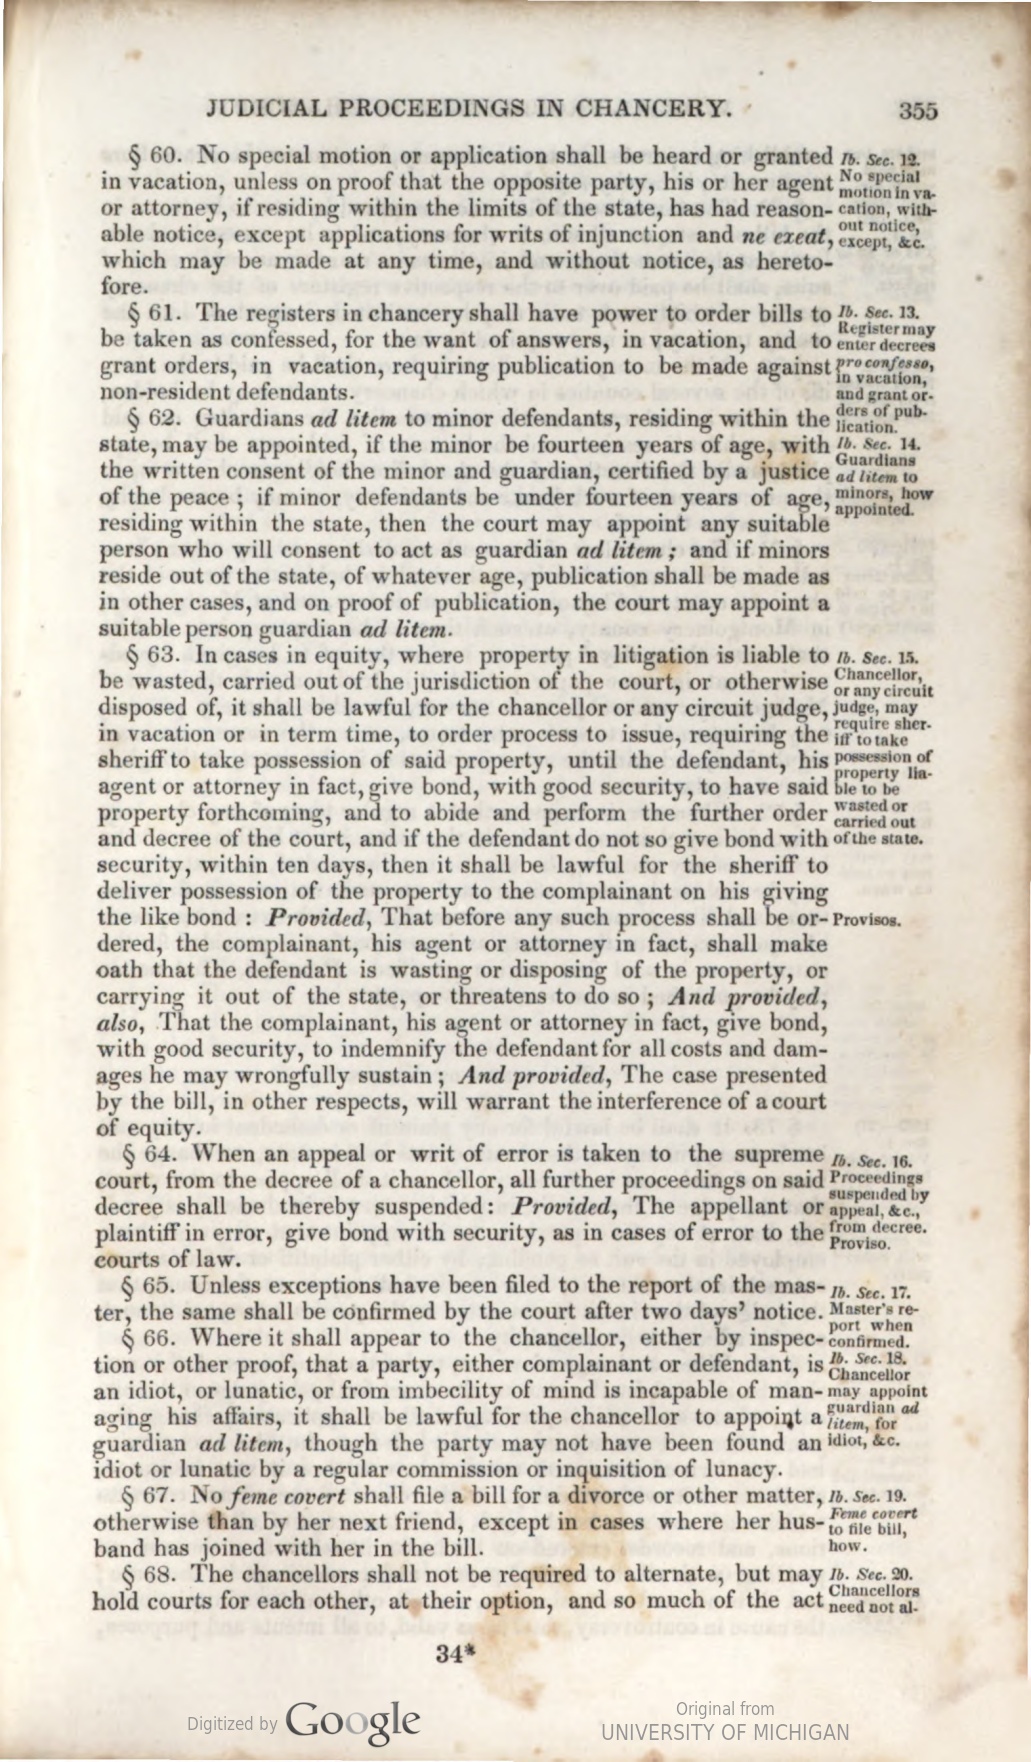 JUDICIAL PROCEEDINGS IN CHANCERY. 355
§ 60. No special motion or application shall be heard or granted
in vacation, unless on proof that the opposite party, his or her agent
or attorney, if residing within the limits of the state, has had reason-
able notice, except applications for writs of injunction and ne exeat,
which may be made at any time, and without notice, as hereto-
fore.
Ib. Sec. 12.
No special
motion in va-
cation, with-
out notice,
except, &c.
§ 61. The registers in chancery shall have power to order bills to
be taken as confessed, for the want of answers, in vacation, and to
grant orders, in vacation, requiring publication to be made against
non-resident defendants.
Ib. Sec. 13.
Register may
enter decrees
pro confesso,
in vacation,
and grant or-
ders of pub-
lication.
§ 62. Guardians ad litem to minor defendants, residing within the
state, may be appointed, if the minor be fourteen years of age, with
the written consent of the minor and guardian, certified by a justice
of the peace ; if minor defendants be under fourteen years of age,
residing within the state, then the court may appoint any suitable
person who will consent to act as guardian ad litem ; and if minors
reside out of the state, of whatever age, publication shall be made as
in other cases, and on proof of publication, the court may appoint a
suitable person guardian ad litem.
Ib. Sec. 14.
Guardians
ad litem to
minors, how
appointed.
§ 63. In cases in equity, where property in litigation is liable to
be wasted, carried out of the jurisdiction of the court, or otherwise
disposed of, it shall be lawful for the chancellor or any circuit judge,
in vacation or in term time, to order process to issue, requiring the
sheriff to take possession of said property, until the defendant, his
agent or attorney in fact, give bond, with good security, to have said
property forthcoming, and to abide and perform the further order
and decree of the court, and if the defendant do not so give bond with
security, within ten days, then it shall be lawful for the sheriff to
deliver possession of the property to the complainant on his giving
the like bond : Provided, That before any such process shall be or-
dered, the complainant, his agent or attorney in fact, shall make
oath that the defendant is wasting or disposing of the property, or
carrying it out of the state, or threatens to do so ; And provided,
also, That the complainant, his agent or attorney in fact, give bond,
with good security, to indemnify the defendant for all costs and dam-
ages he may wrongfully sustain ; And provided, The case presented
by the bill, in other respects, will warrant the interference of a court
of equity.
Ib. Sec. 15.
Chancellor,
or any circuit
judge, may
require sher-
iff to take
possession of
property lia-
ble to be
wasted or
carried out
of the state.
Provisos.
§ 64. When an appeal or writ of error is taken to the supreme
court, from the decree of a chancellor, all further proceedings on said
decree shall be thereby suspended: Provided, The appellant or
plaintiff in error, give bond with security, as in cases of error to the
courts of law.
Ib. Sec. 16.
Proceedings
suspended by
appeal, &c.,
from decree.
Proviso.
§ 65. Unless exceptions have been filed to the report of the mas-
ter, the same shall be confirmed by the court after two days' notice.
Ib. Sec. 17.
Master's re-
port when
confirmed.
§ 66. Where it shall appear to the chancellor, either by inspec-
tion or other proof, that a party, either complainant or defendant, is
an idiot, or lunatic, or from imbecility of mind is incapable of man-
aging his affairs, it shall be lawful for the chancellor to appoint a
guardian ad litem, though the party may not have been found an
idiot or lunatic by a regular commission or inquisition of lunacy.
Ib. Sec. 18.
Chancellor
may appoint
guardian ad
litem, for
idiot, &c.
§ 67. No feme covert shall file a bill for a divorce or other matter,
otherwise than by her next friend, except in cases where her hus-
band has joined with her in the bill.
Ib. Sec. 19.
Feme covert
to file bill,
how.
§ 68. The chancellors shall not be required to alternate, but may
hold courts for each other, at their option, and so much of the act
Ib. Sec. 20.
Chancellors
need not al-
34*
Digitized by Google
Original from
UNIVERSITY OF MICHIGAN